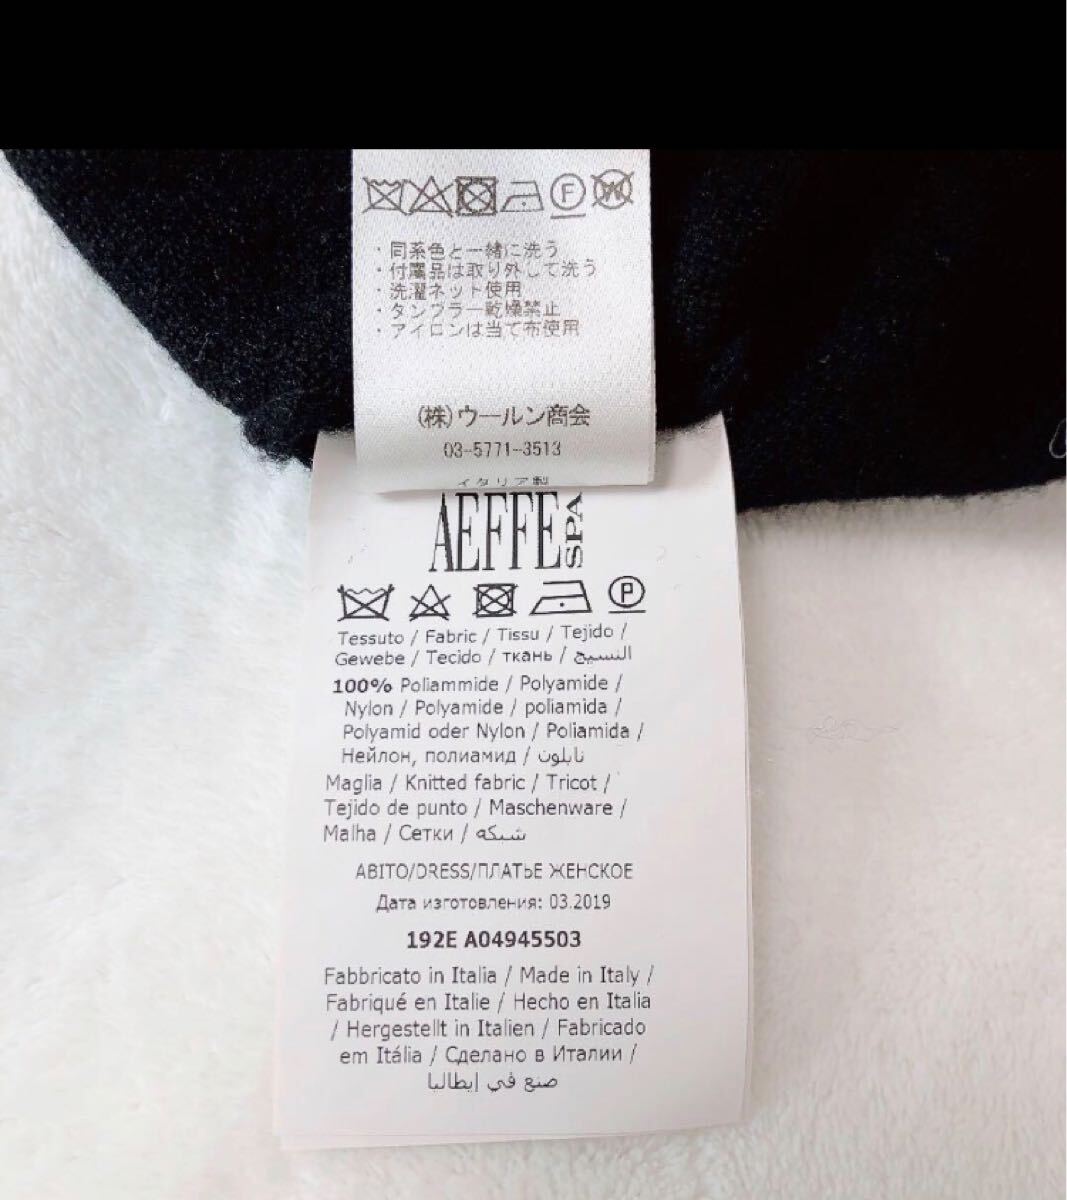 F
W
・同系色と一緒に洗う
・付属品は取り外して洗う
・洗濯ネット使用
・タンブラー乾燥禁止
・アイロンは当て布使用
(株)ウールン商会
03-5771-3513
イタリア製
AEFFE SPA
P
Tessuto / Fabric / Tissu / Tejido /
Gewebe / Tecido / ткань / النسيج
100% Poliammide / Polyamide /
Nylon / Polyamide / poliamida /
Polyamid oder Nylon / Poliamida /
Нейлон, полиамид / نايلون
Maglia / Knitted fabric / Tricot /
Tejido de punto / Maschenware /
Malha / Сетки / شبكه
ABITO/DRESS/ПЛАТЬЕ ЖЕНСКОЕ
Дата изготовления: 03.2019
192E A04945503
Fabbricato in Italia / Made in Italy /
Fabriqué en Italie / Hecho en Italia
/ Hergestellt in Italien / Fabricado
em Itália / Сделано в Италии /
صنع في إيطاليا